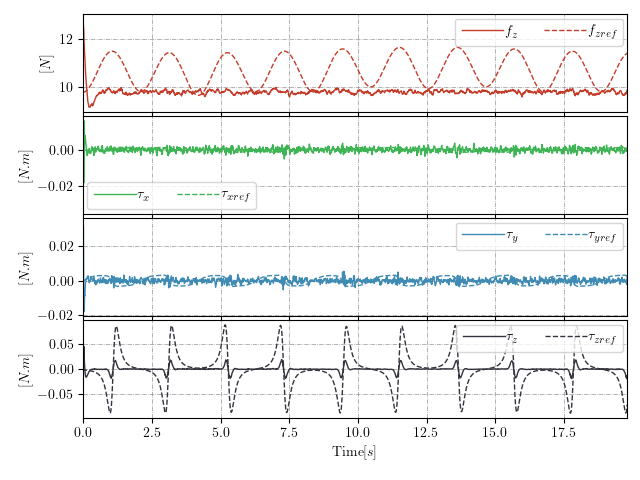 12
10
[N]
f_z
f_zref
0.00
−0.02
[N.m]
τ_x
τ_xref
0.02
0.00
−0.02
[N.m]
τ_y
τ_yref
0.05
0.00
−0.05
[N.m]
τ_z
τ_zref
0.0 2.5 5.0 7.5 10.0 12.5 15.0 17.5
Time[s]